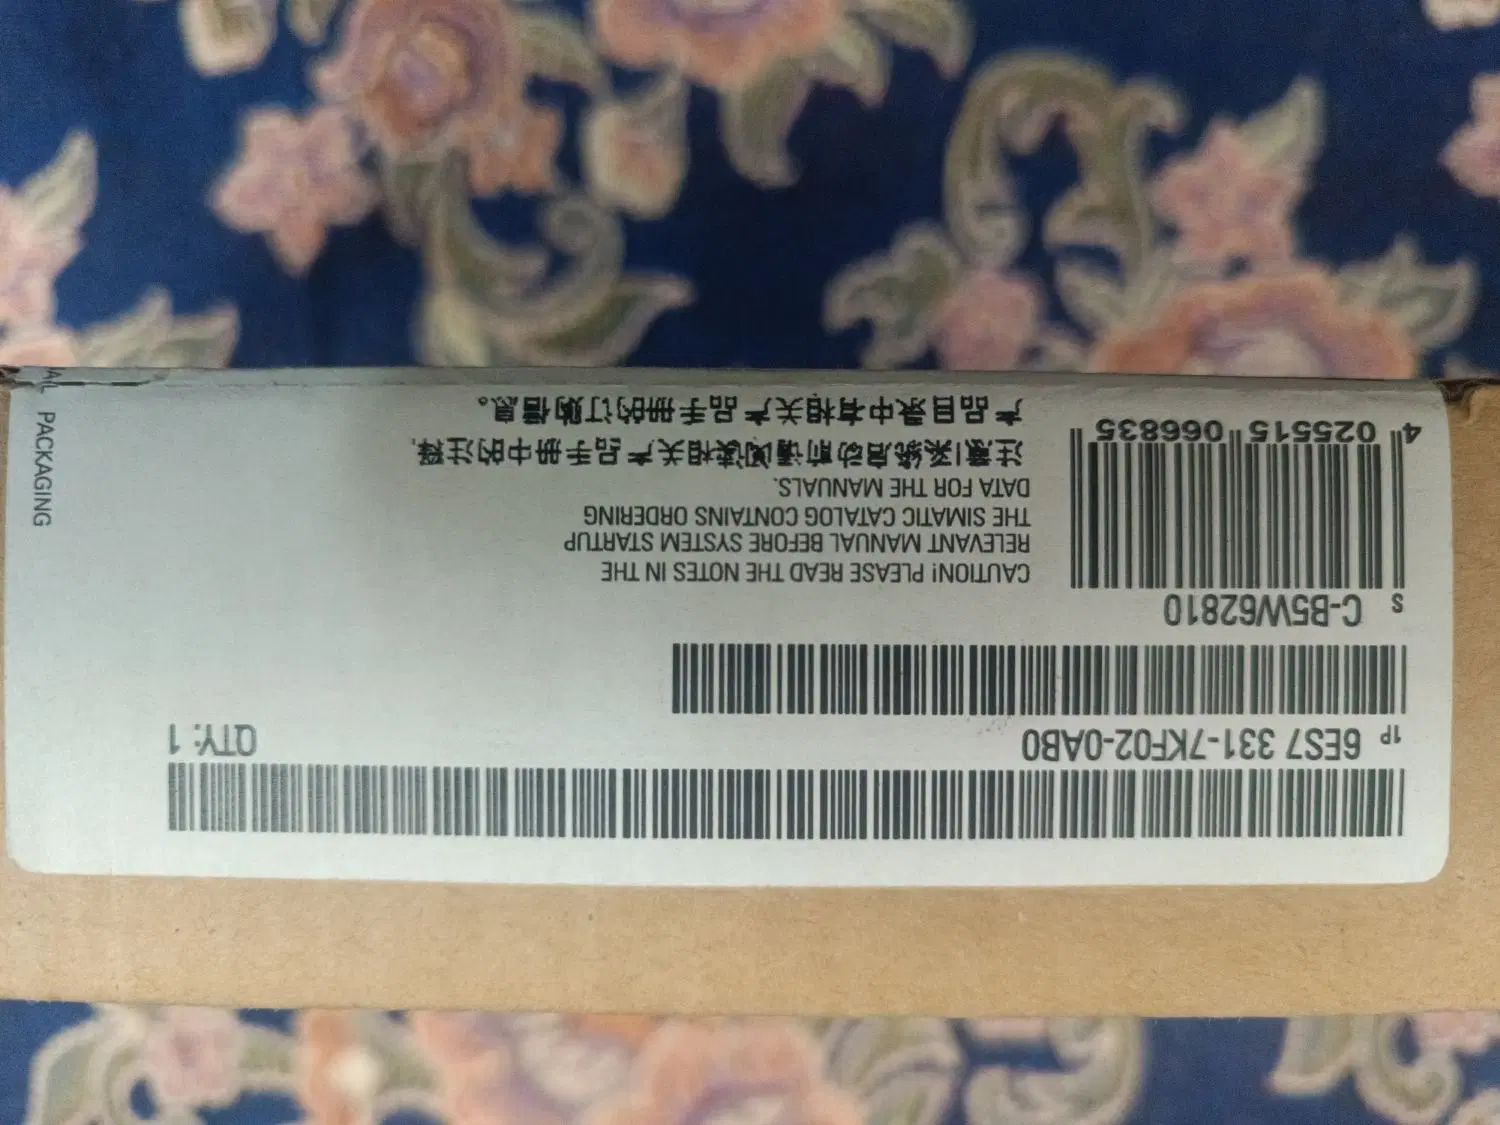 1P 6ES7 331-7KF02-0AB0 QTY: 1
S C-B5W62810
4 025515 066835
CAUTION! PLEASE READ THE NOTES IN THE
RELEVANT MANUAL BEFORE SYSTEM STARTUP
THE SIMATIC CATALOG CONTAINS ORDERING
DATA FOR THE MANUALS.
注意!系统启动前请阅读相关产品手册中的注释,
产品目录中有相关产品手册的订购信息。
PACKAGING